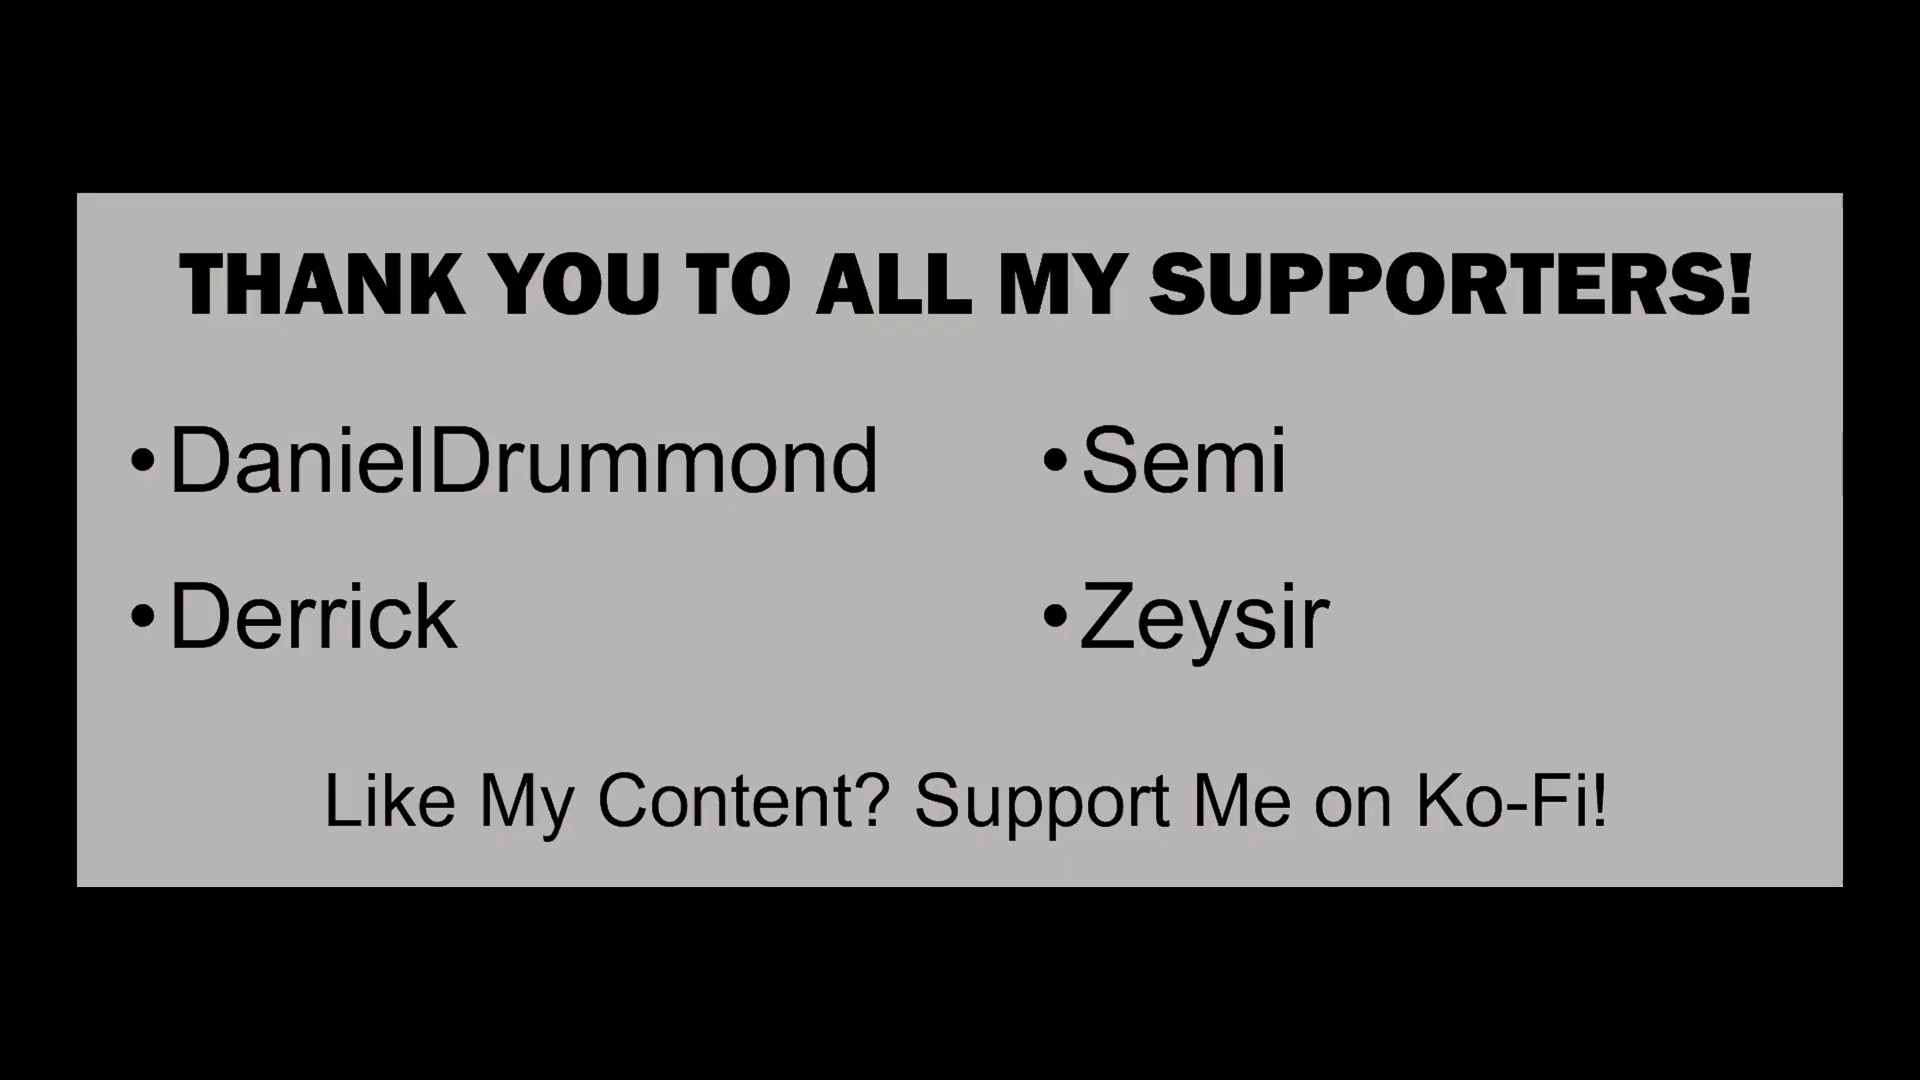 THANK YOU TO ALL MY SUPPORTERS!
•DanielDrummond
•Semi
•Derrick
•Zeysir
Like My Content? Support Me on Ko-Fi!